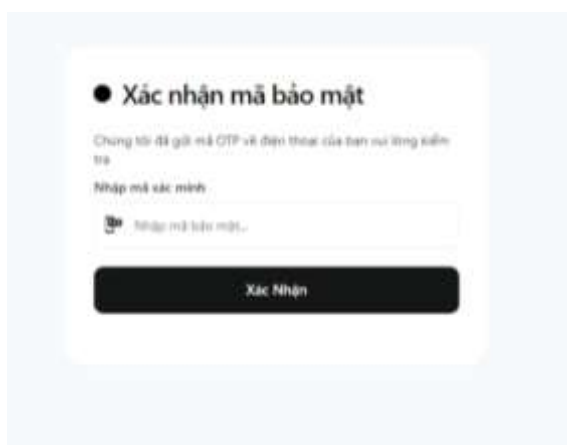 Xác nhận mã bảo mật
Chúng tôi đã gửi mã OTP về điện thoại của bạn vui lòng kiểm
tra
Nhập mã xác minh
Nhập mã bảo mật...
Xác Nhận